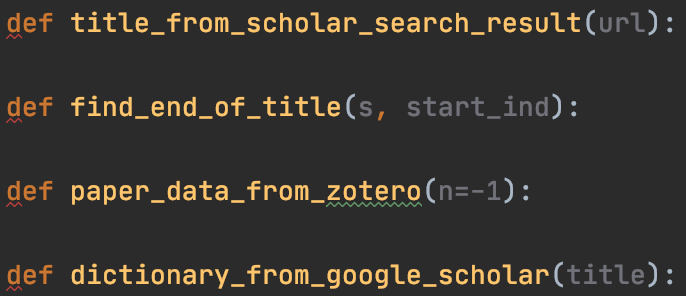 def title_from_scholar_search_result(url):
def find_end_of_title(s, start_ind):
def paper_data_from_zotero(n=-1):
def dictionary_from_google_scholar(title):